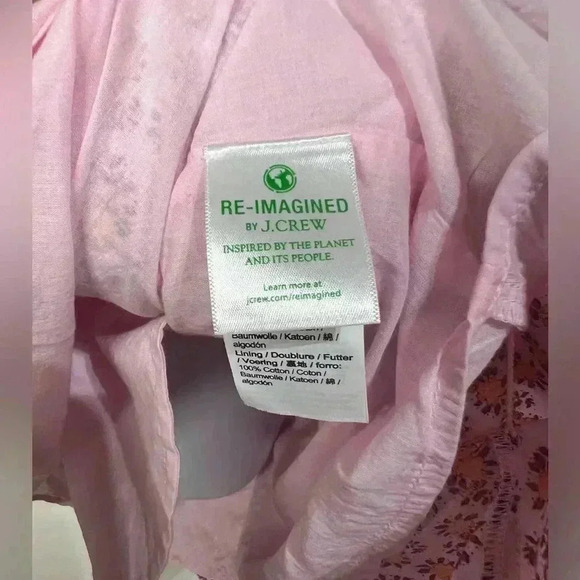 RE-IMAGINED
BY J.CREW
INSPIRED BY THE PLANET
AND ITS PEOPLE.
Learn more at
jcrew.com/reimagined
Baumwolle / Katoen / 綿 /
algodón
Lining / Doublure / Futter
/ Voering / 裏地 / forro:
100% Cotton / Coton /
Baumwolle / Katoen / 綿 /
algodón